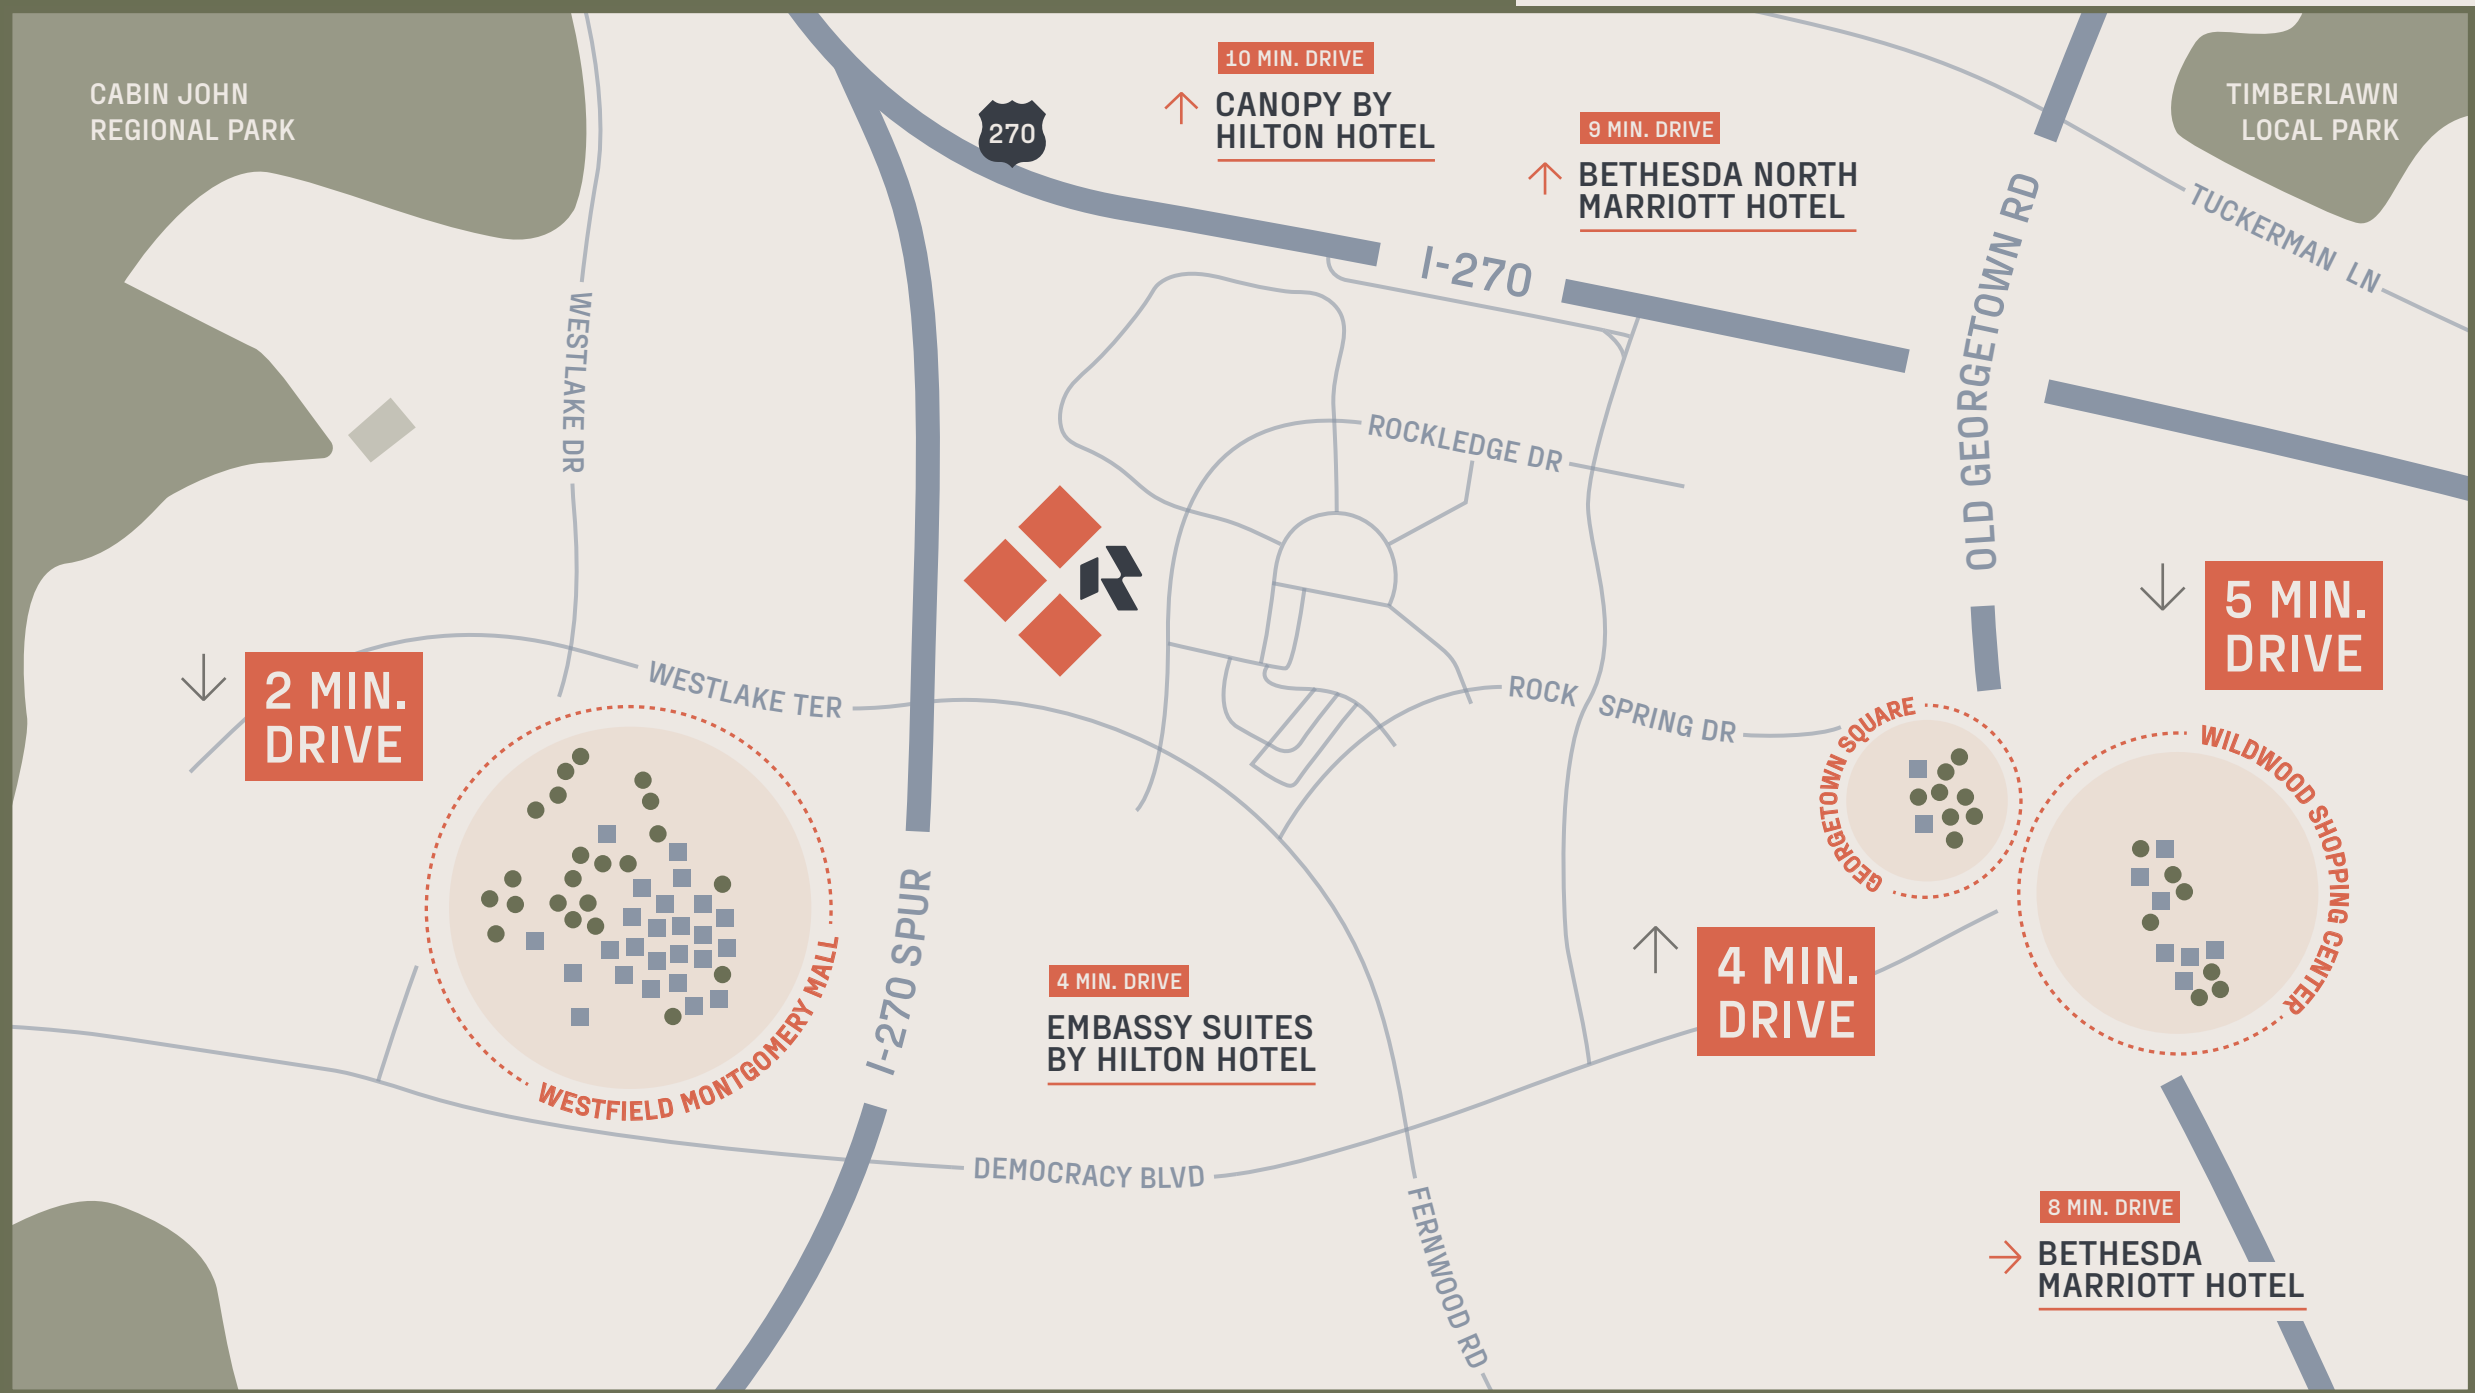 CABIN JOHN
REGIONAL PARK
10 MIN. DRIVE
CANOPY BY
HILTON HOTEL
270
9 MIN. DRIVE
BETHESDA NORTH
MARRIOTT HOTEL
TIMBERLAWN
LOCAL PARK
TUCKERMAN LN
I-270
OLD GEORGETOWN RD
WESTLAKE DR
ROCKLEDGE DR
5 MIN.
DRIVE
2 MIN.
DRIVE
WESTLAKE TER
ROCK SPRING DR
GEORGETOWN SQUARE
WILDWOOD SHOPPING CENTER
I-270 SPUR
WESTFIELD MONTGOMERY MALL
4 MIN. DRIVE
EMBASSY SUITES
BY HILTON HOTEL
4 MIN.
DRIVE
DEMOCRACY BLVD
FERNWOOD RD
8 MIN. DRIVE
BETHESDA
MARRIOTT HOTEL